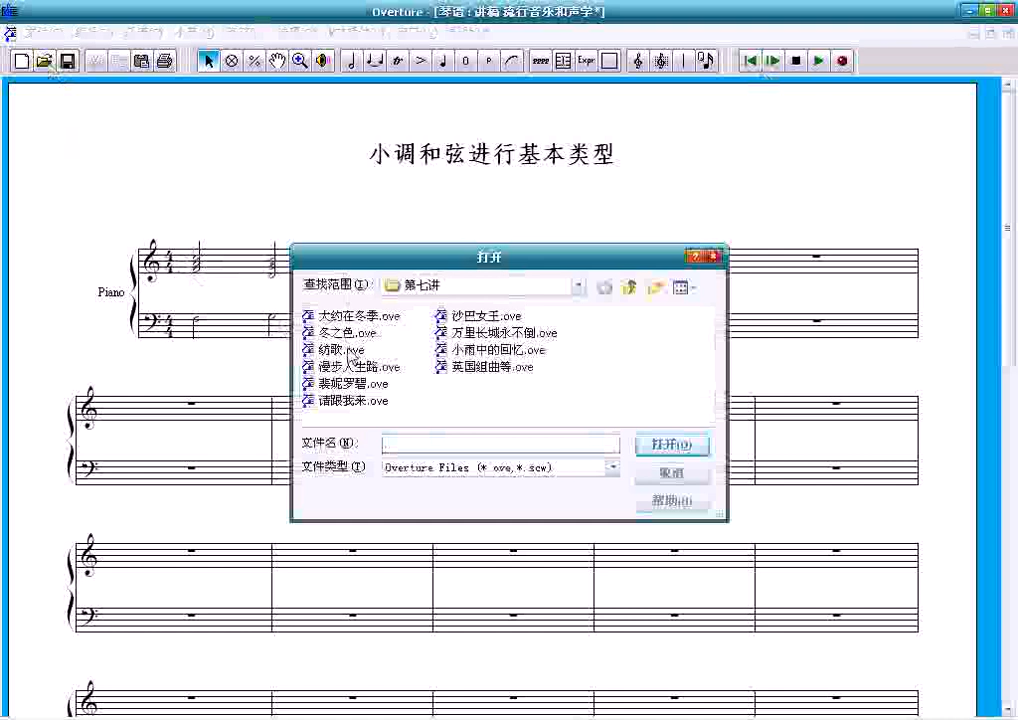 Overture - [琴谱 : 讲稿 流行音乐和声学*]
Expr
小调和弦进行基本类型
Piano
打开
查找范围(I):
第七讲
大约在冬季.ove
冬之色.ove
纺歌.ove
漫步人生路.ove
裴妮罗碧.ove
请跟我来.ove
沙巴女王.ove
万里长城永不倒.ove
小雨中的回忆.ove
英国组曲等.ove
文件名(N):
打开(O)
文件类型(T)
Overture Files (*.ove,*.scw)
取消
帮助(H)